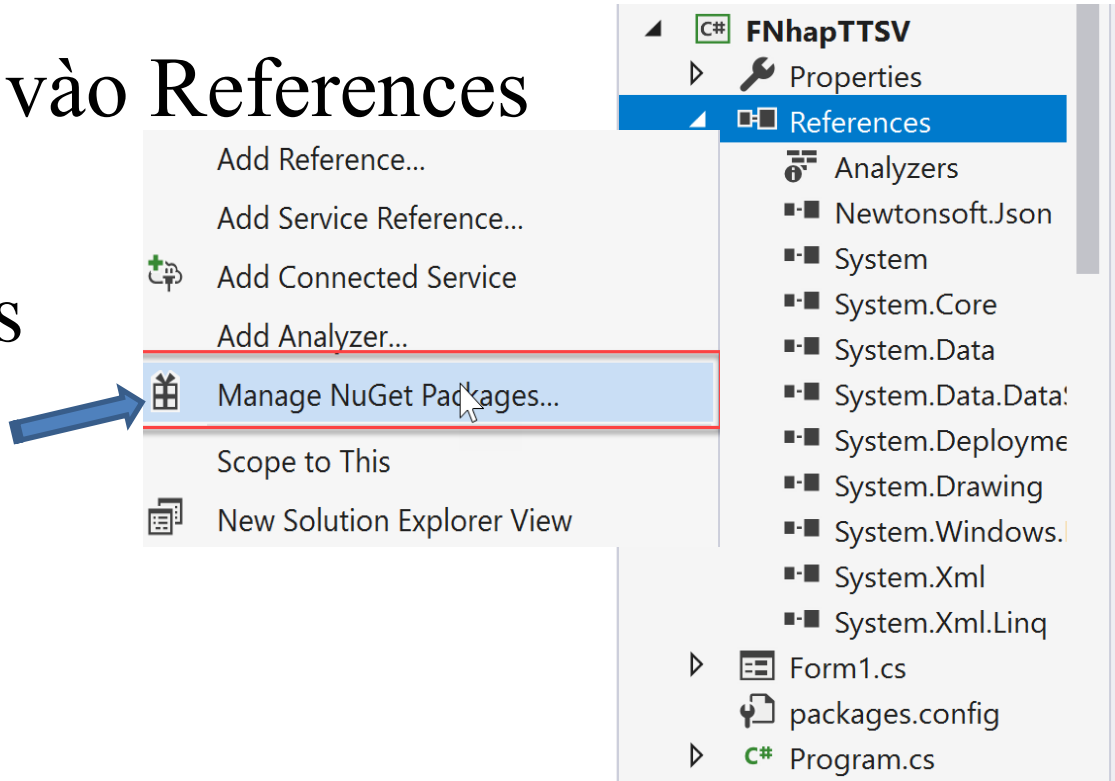 vào References
s
Add Reference...
Add Service Reference...
Add Connected Service
Add Analyzer...
Manage NuGet Packages...
Scope to This
New Solution Explorer View
C# FNhapTTSV
Properties
References
Analyzers
Newtonsoft.Json
System
System.Core
System.Data
System.Data.Data
System.Deployme
System.Drawing
System.Windows.
System.Xml
System.Xml.Linq
Form1.cs
packages.config
C# Program.cs